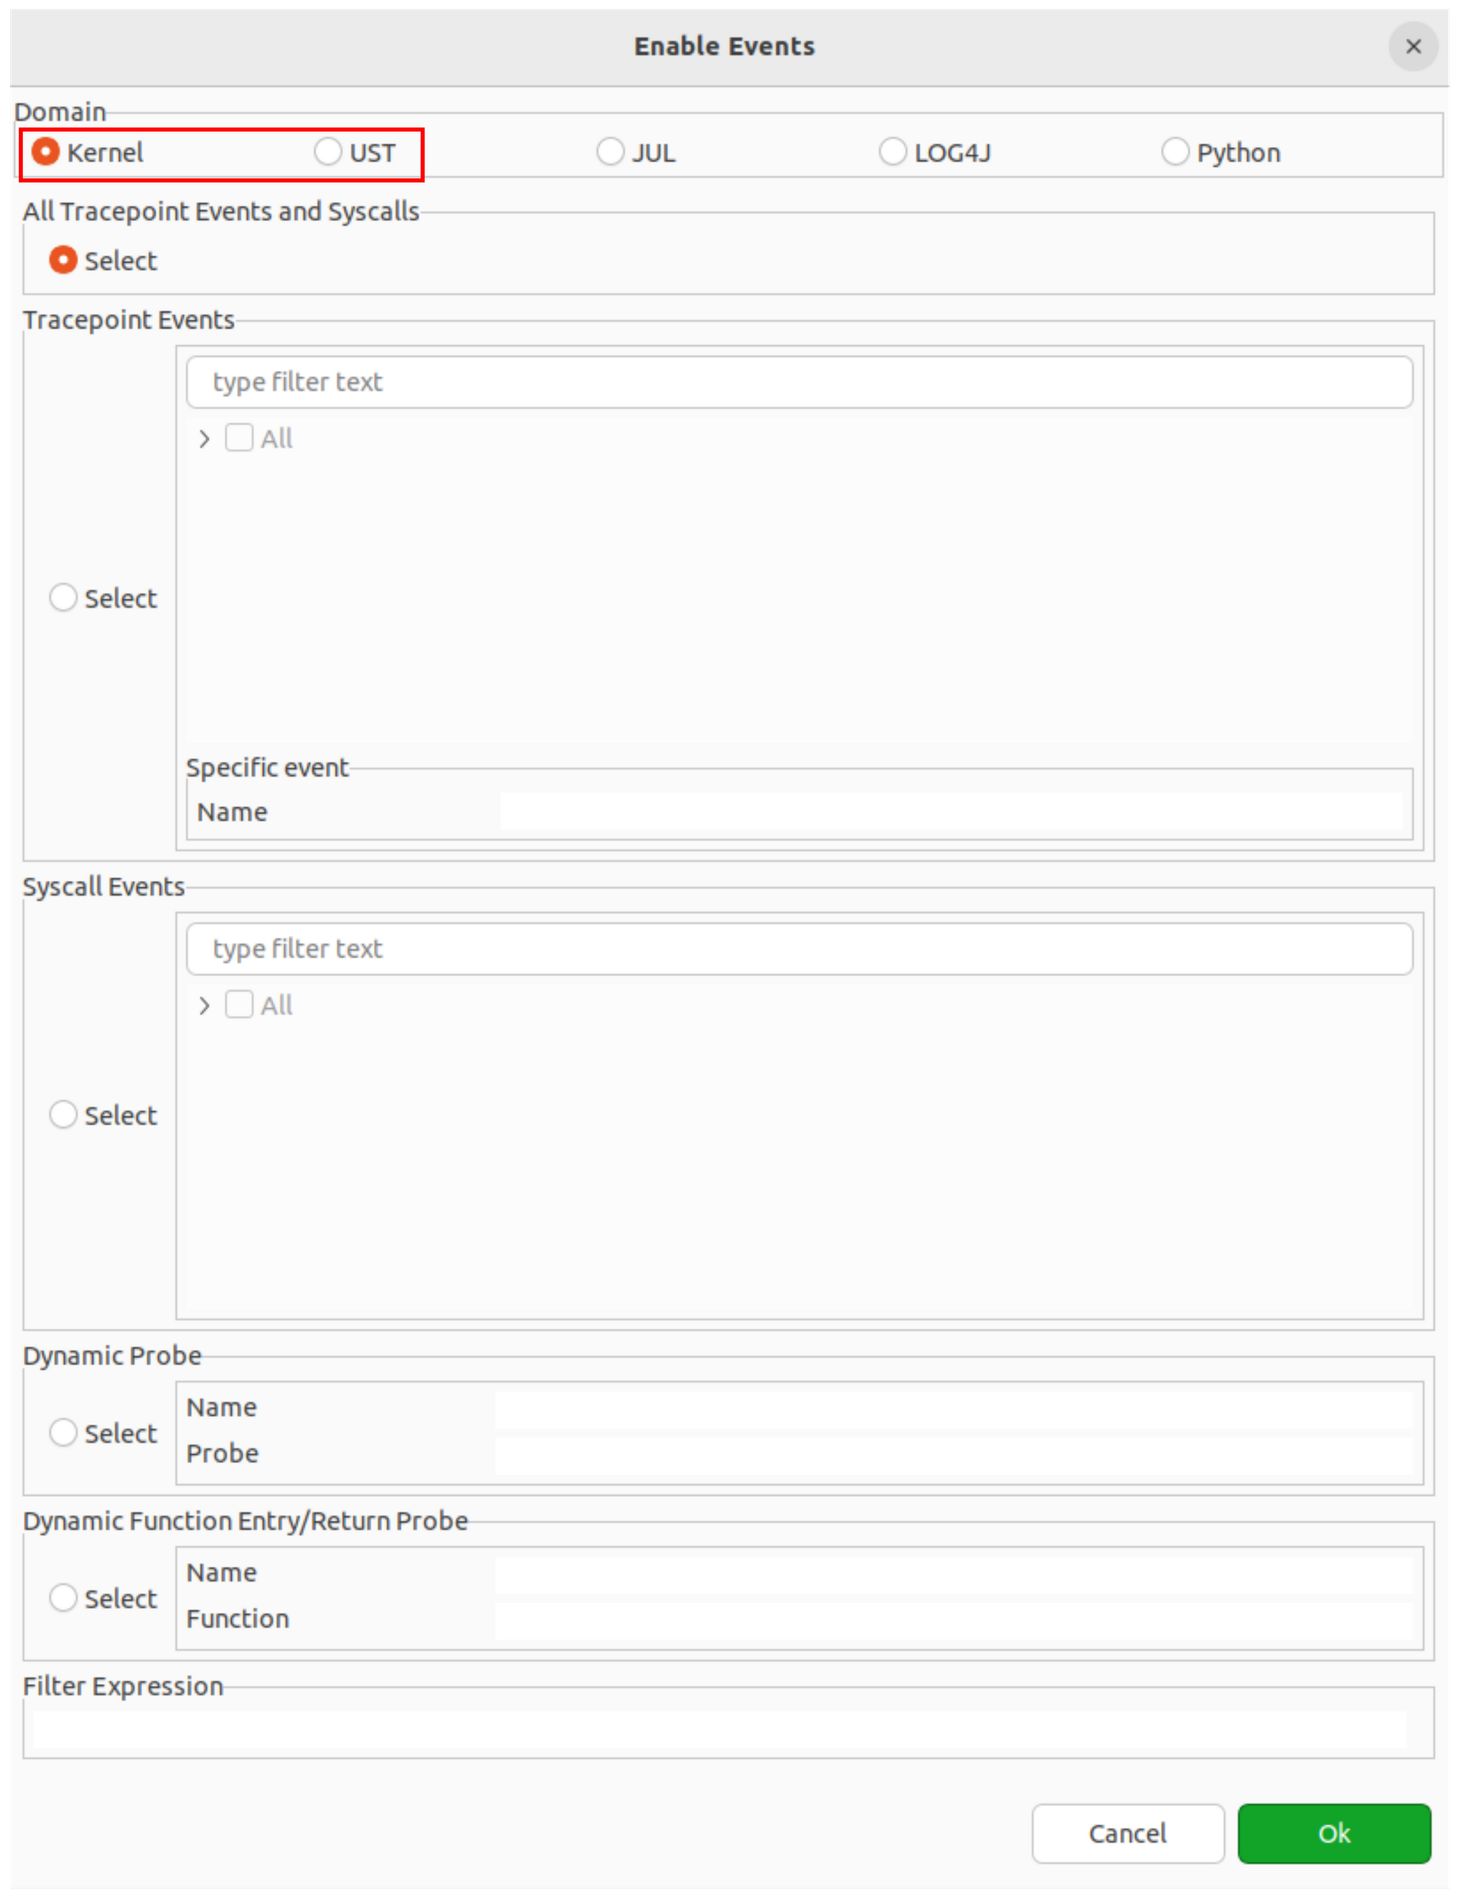 Enable Events
Domain
Kernel UST JUL LOG4J Python
All Tracepoint Events and Syscalls
Select
Tracepoint Events
type filter text
All
Select
Specific event
Name
Syscall Events
type filter text
All
Select
Dynamic Probe
Name
Select
Probe
Dynamic Function Entry/Return Probe
Name
Select
Function
Filter Expression
Cancel Ok